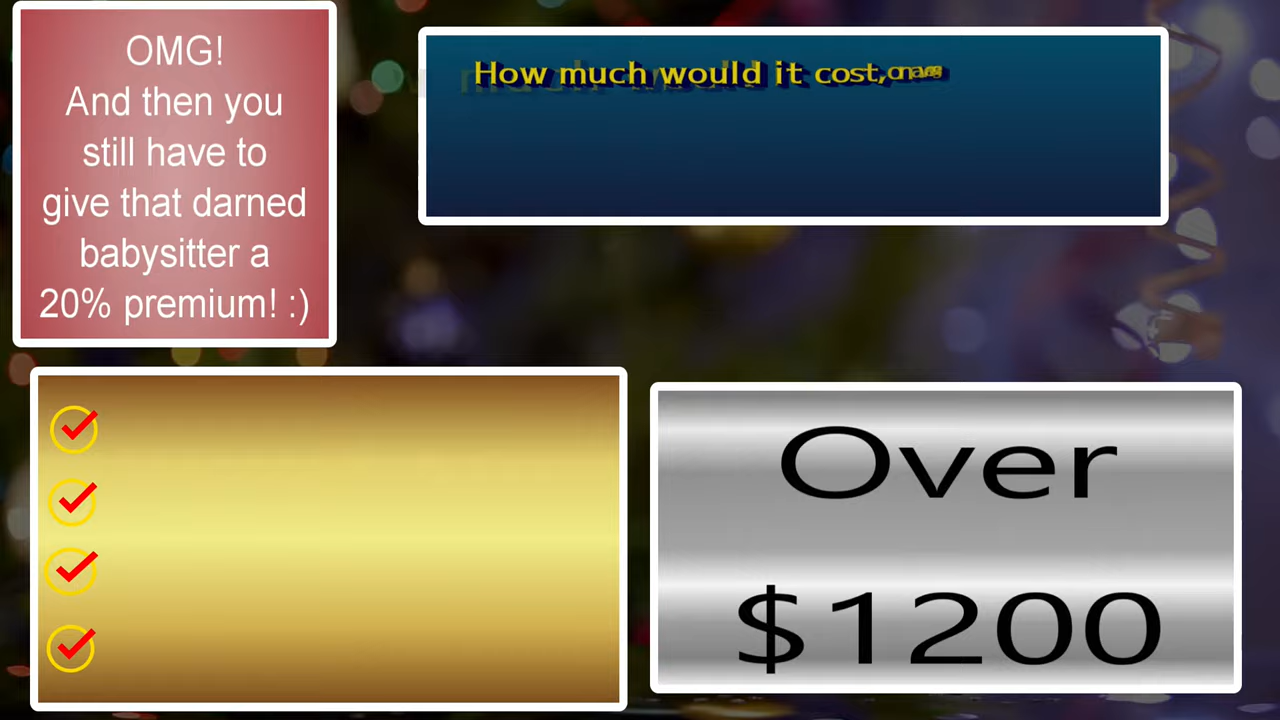 OMG!
And then you
still have to
give that darned
babysitter a
20% premium! :)
How much would it cost,
Over
$1200